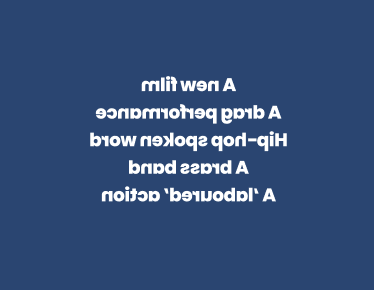 A new film
A drag performance
Hip-hop spoken word
A brass band
A ‘laboured’ action